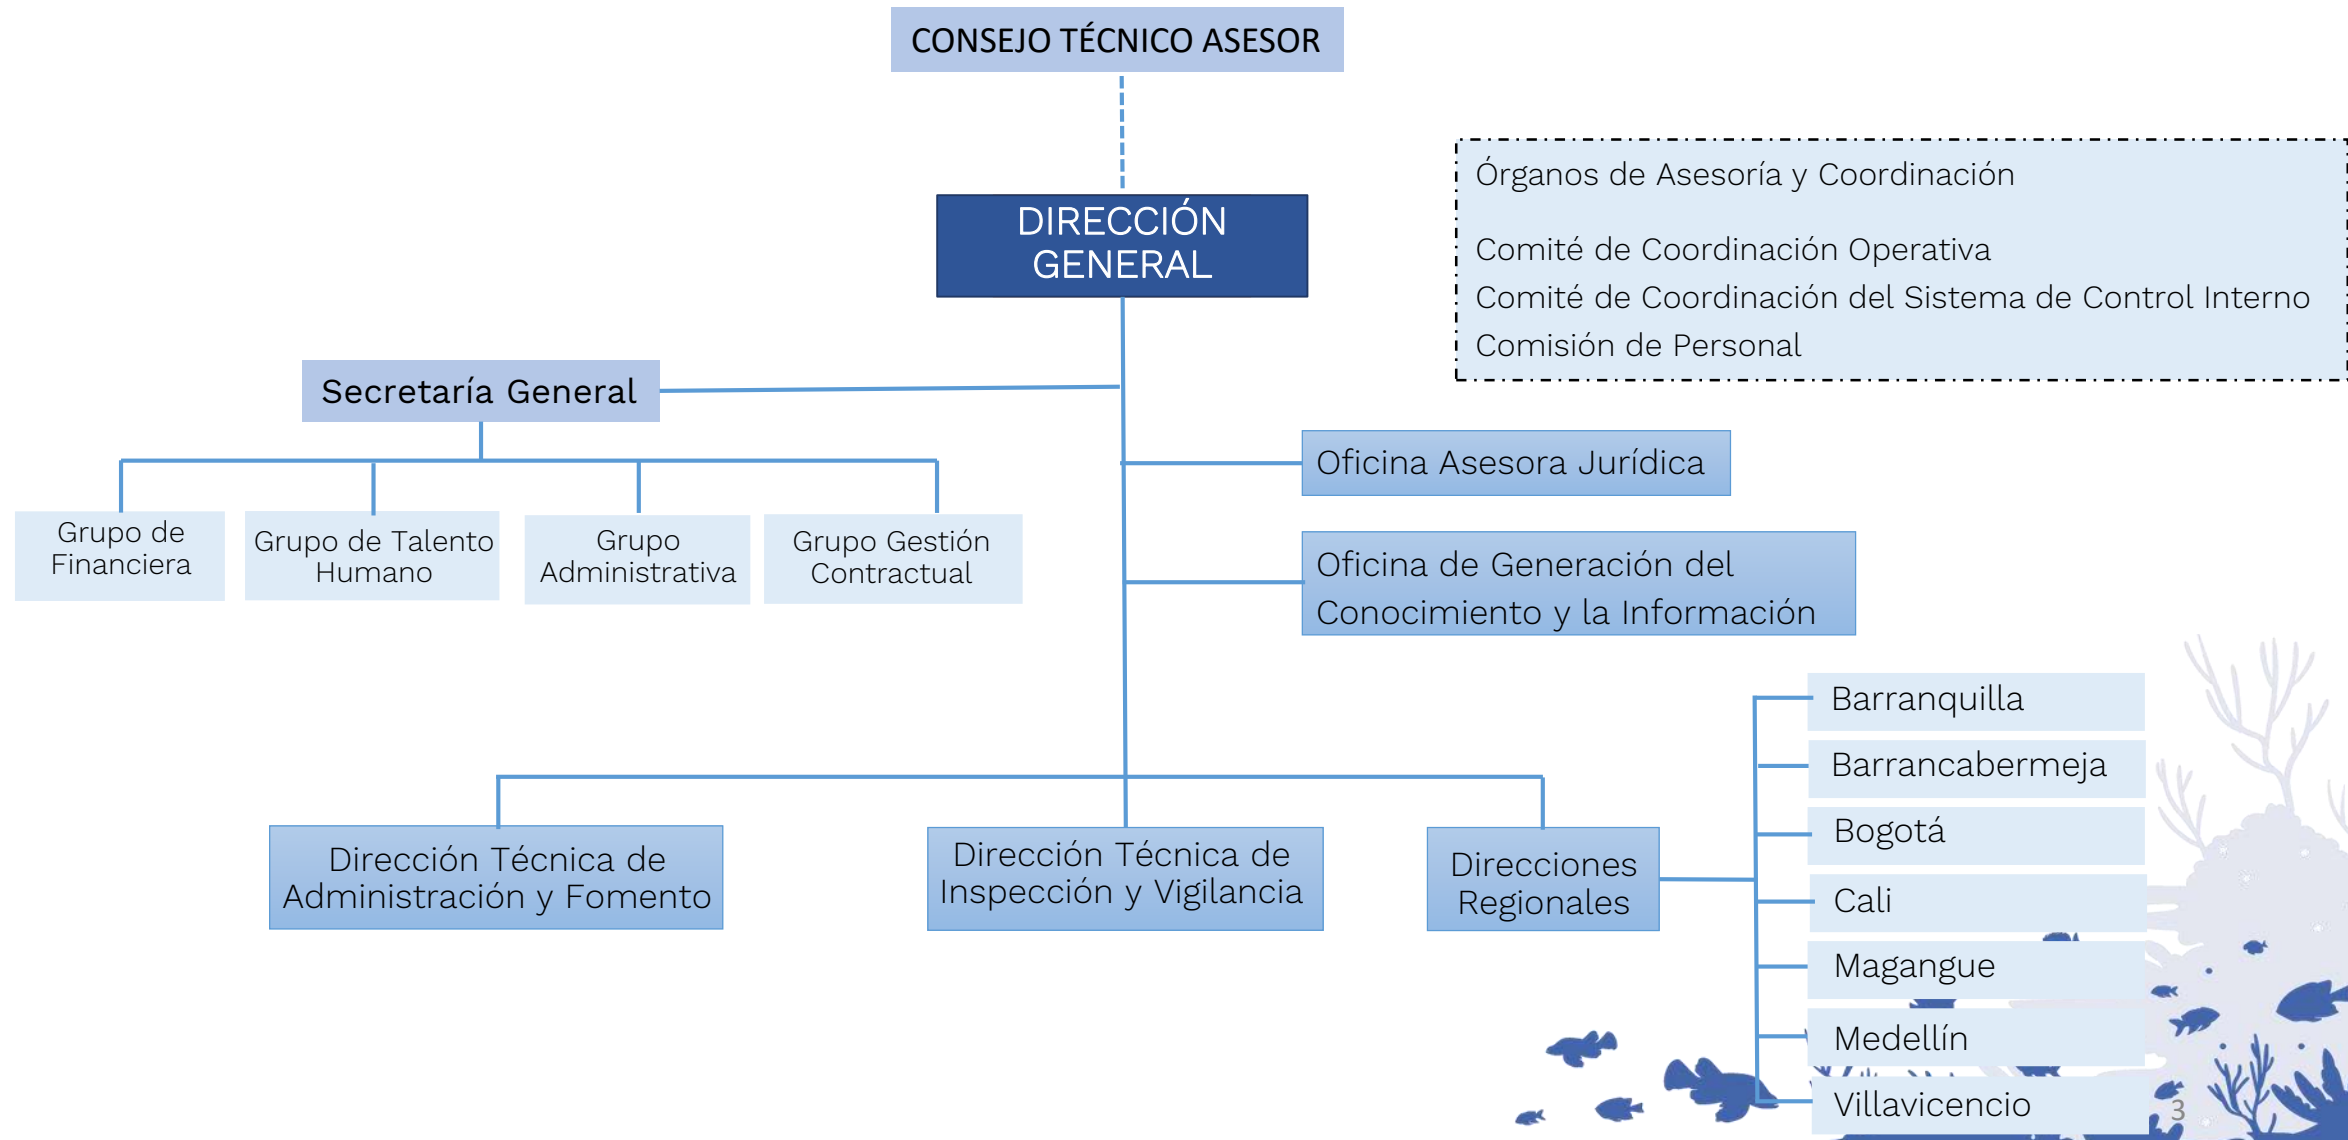 CONSEJO TÉCNICO ASESOR
DIRECCIÓN
GENERAL
Órganos de Asesoría y Coordinación
Comité de Coordinación Operativa
Comité de Coordinación del Sistema de Control Interno
Comisión de Personal
Secretaría General
Grupo de
Financiera
Grupo de Talento
Humano
Grupo
Administrativa
Grupo Gestión
Contractual
Oficina Asesora Jurídica
Oficina de Generación del
Conocimiento y la Información
Dirección Técnica de
Administración y Fomento
Dirección Técnica de
Inspección y Vigilancia
Direcciones
Regionales
Barranquilla
Barrancabermeja
Bogotá
Cali
Magangue
Medellín
Villavicencio
3